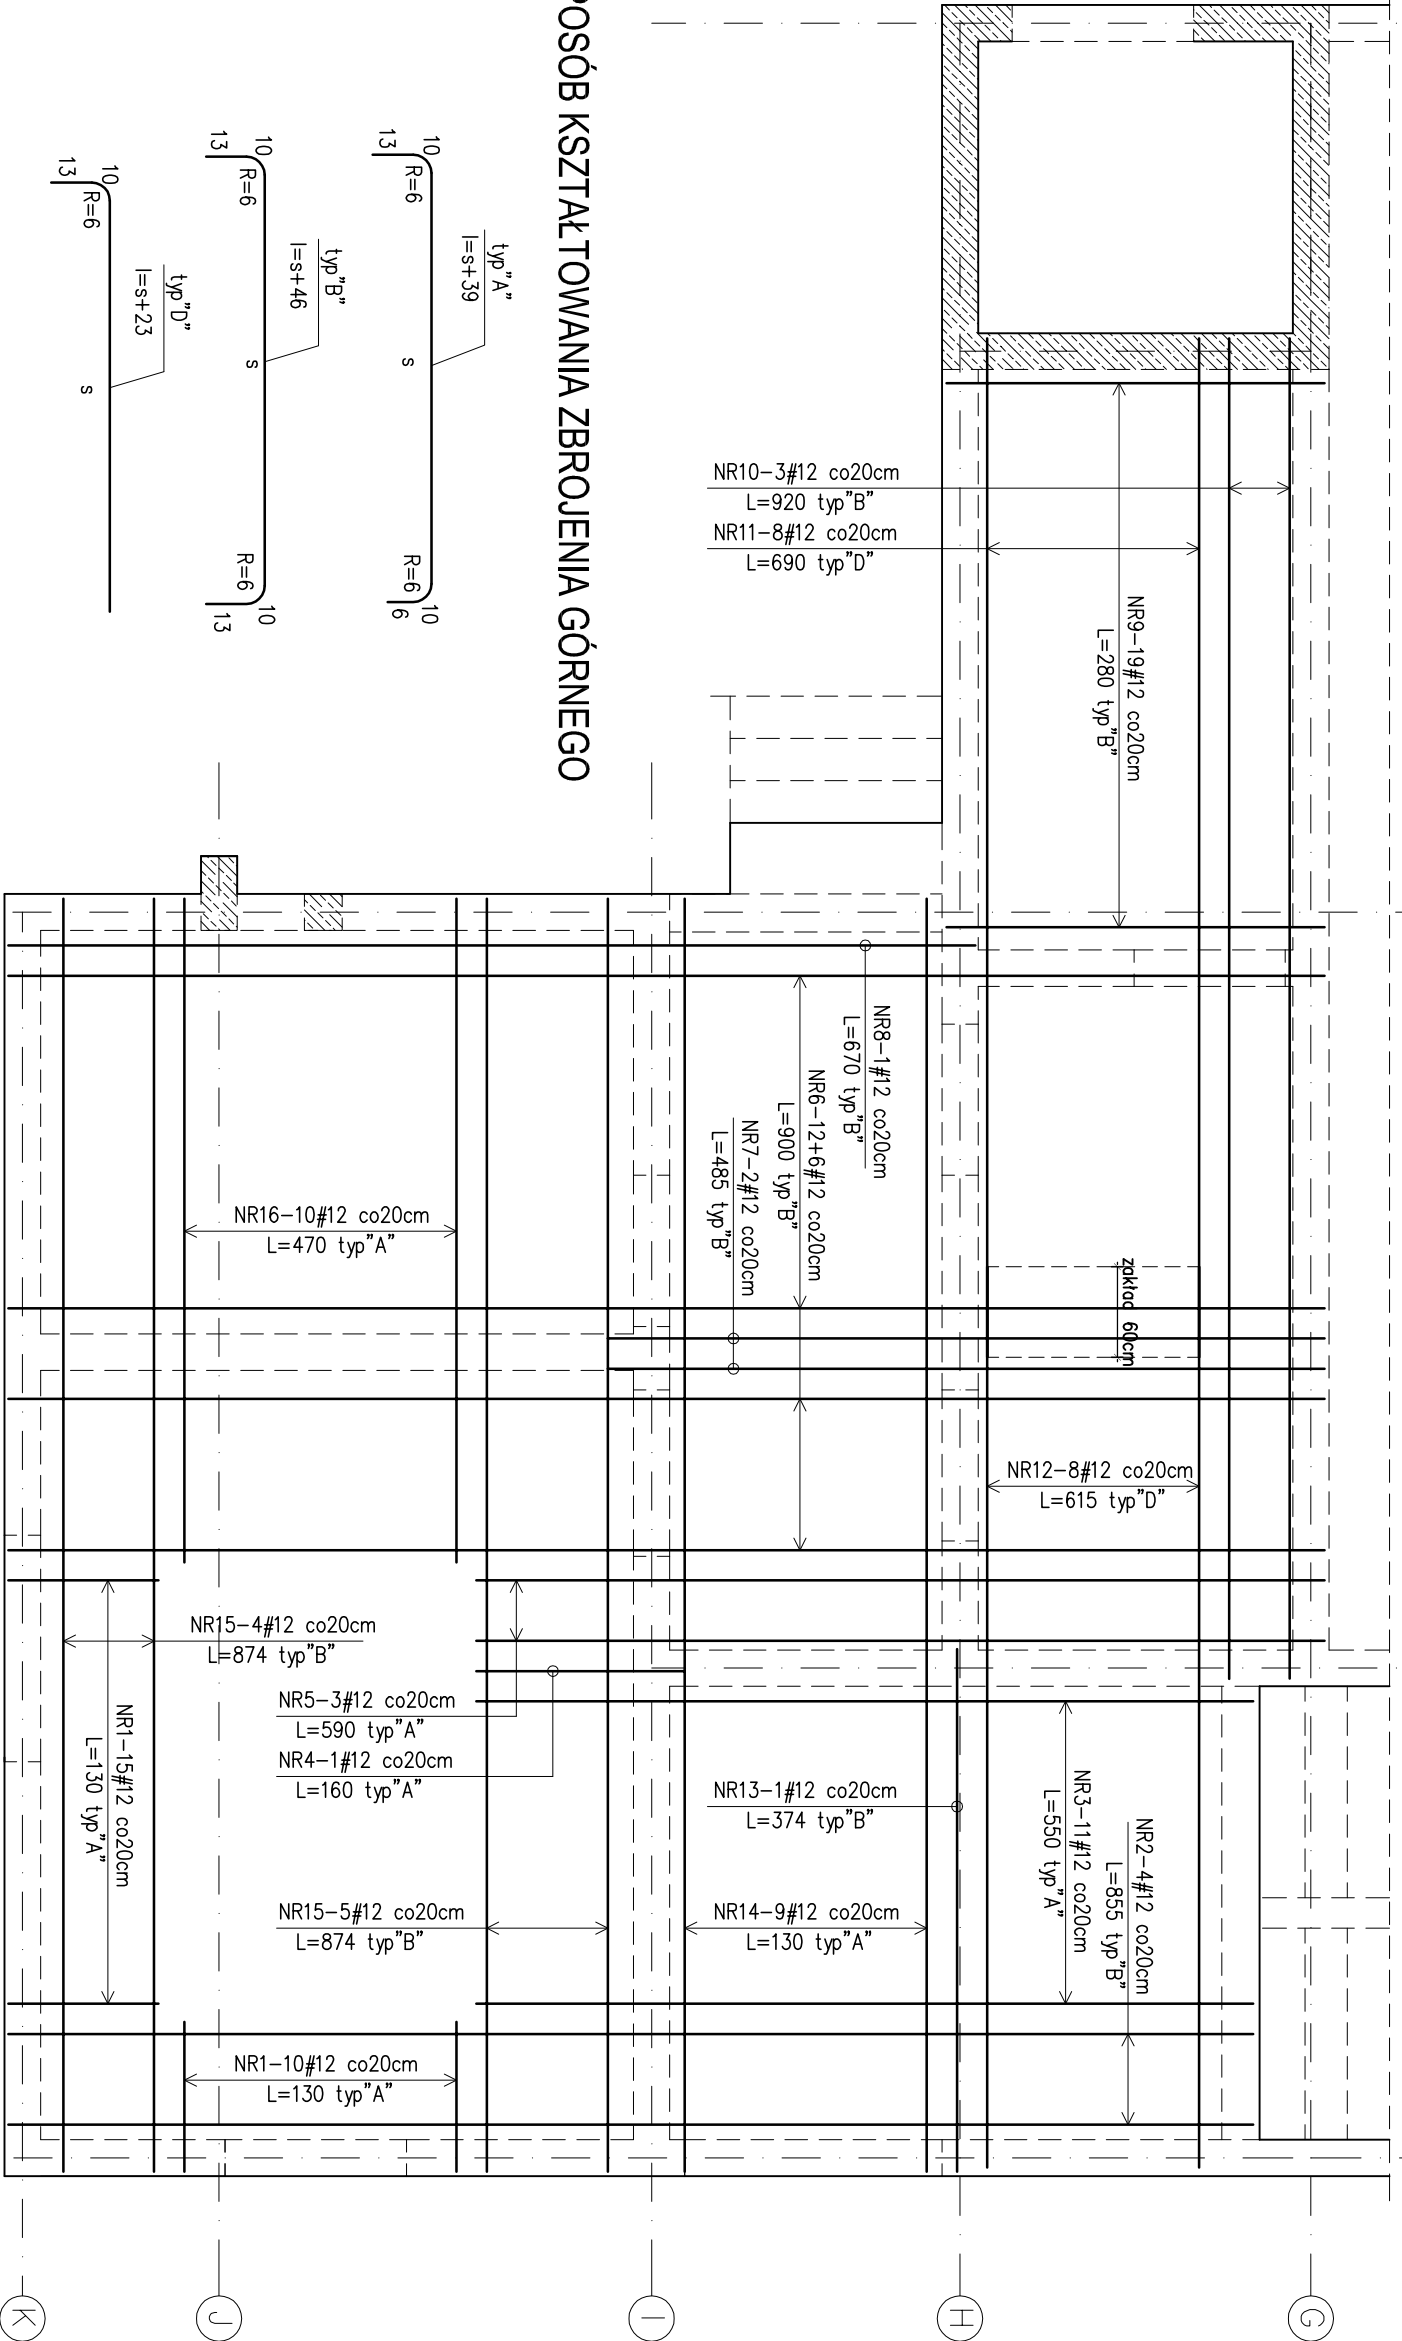 POSÓB KSZTAŁTOWANIA ZBROJENIA GÓRNEGO
typ"A"
l=s+39
s
10
R=6
13
R=6
10
6
typ"B"
l=s+46
s
10
R=6
13
R=6
10
13
typ"D"
l=s+23
s
10
R=6
13
NR10-3#12 co20cm
L=920 typ"B"
NR11-8#12 co20cm
L=690 typ"D"
NR9-19#12 co20cm
L=280 typ"B"
NR8-1#12 co20cm
L=670 typ"B"
NR6-12+6#12 co20cm
L=900 typ"B"
NR7-2#12 co20cm
L=485 typ"B"
NR16-10#12 co20cm
L=470 typ"A"
zakład 60cm
NR12-8#12 co20cm
L=615 typ"D"
NR15-4#12 co20cm
L=874 typ"B"
NR1-15#12 co20cm
L=130 typ"A"
NR5-3#12 co20cm
L=590 typ"A"
NR4-1#12 co20cm
L=160 typ"A"
NR13-1#12 co20cm
L=374 typ"B"
NR3-11#12 co20cm
L=550 typ"A"
NR2-4#12 co20cm
L=855 typ"B"
NR15-5#12 co20cm
L=874 typ"B"
NR14-9#12 co20cm
L=130 typ"A"
NR1-10#12 co20cm
L=130 typ"A"
K
J
I
H
G